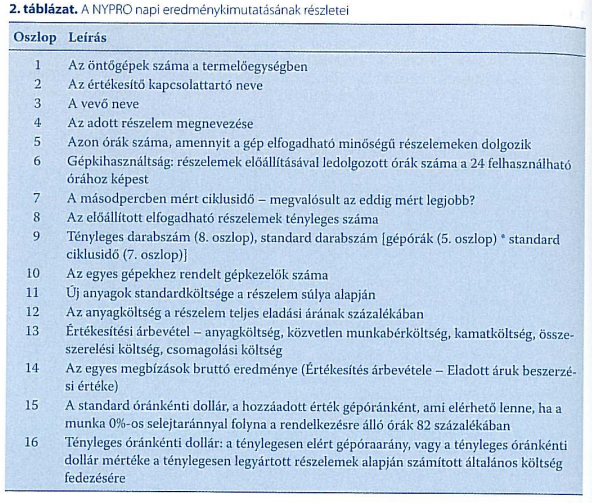 2. táblázat. A NYPRO napi eredménykimutatásának részletei
Oszlop Leírás
1 Az öntőgépek száma a termelőegységben
2 Az értékesítő kapcsolattartó neve
3 A vevő neve
4 Az adott részelem megnevezése
5 Azon órák száma, amennyit a gép elfogadható minőségű részelemeken dolgozik
6 Gépkihasználtság: részelemek előállításával ledolgozott órák száma a 24 felhasználható
órához képest
7 A másodpercben mért ciklusidő – megvalósult az eddig mért legjobb?
8 Az előállított elfogadható részelemek tényleges száma
9 Tényleges darabszám (8. oszlop), standard darabszám [gépórák (5. oszlop) * standard
ciklusidő (7. oszlop)]
10 Az egyes gépekhez rendelt gépkezelők száma
11 Új anyagok standardköltsége a részelem súlya alapján
12 Az anyagköltség a részelem teljes eladási árának százalékában
13 Értékesítési árbevétel – anyagköltség, közvetlen munkabérköltség, kamatköltség, össze-
szerelési költség, csomagolási költség
14 Az egyes megbízások bruttó eredménye (Értékesítés árbevétele – Eladott áruk beszerzé-
si értéke)
15 A standard óránkénti dollár, a hozzáadott érték gépóránként, ami elérhető lenne, ha a
munka 0%-os selejtaránnyal folyna a rendelkezésre álló órák 82 százalékában
16 Tényleges óránkénti dollár: a ténylegesen elért gépóraarány, vagy a tényleges óránkénti
dollár mértéke a ténylegesen legyártott részelemek alapján számított általános költség
fedezésére